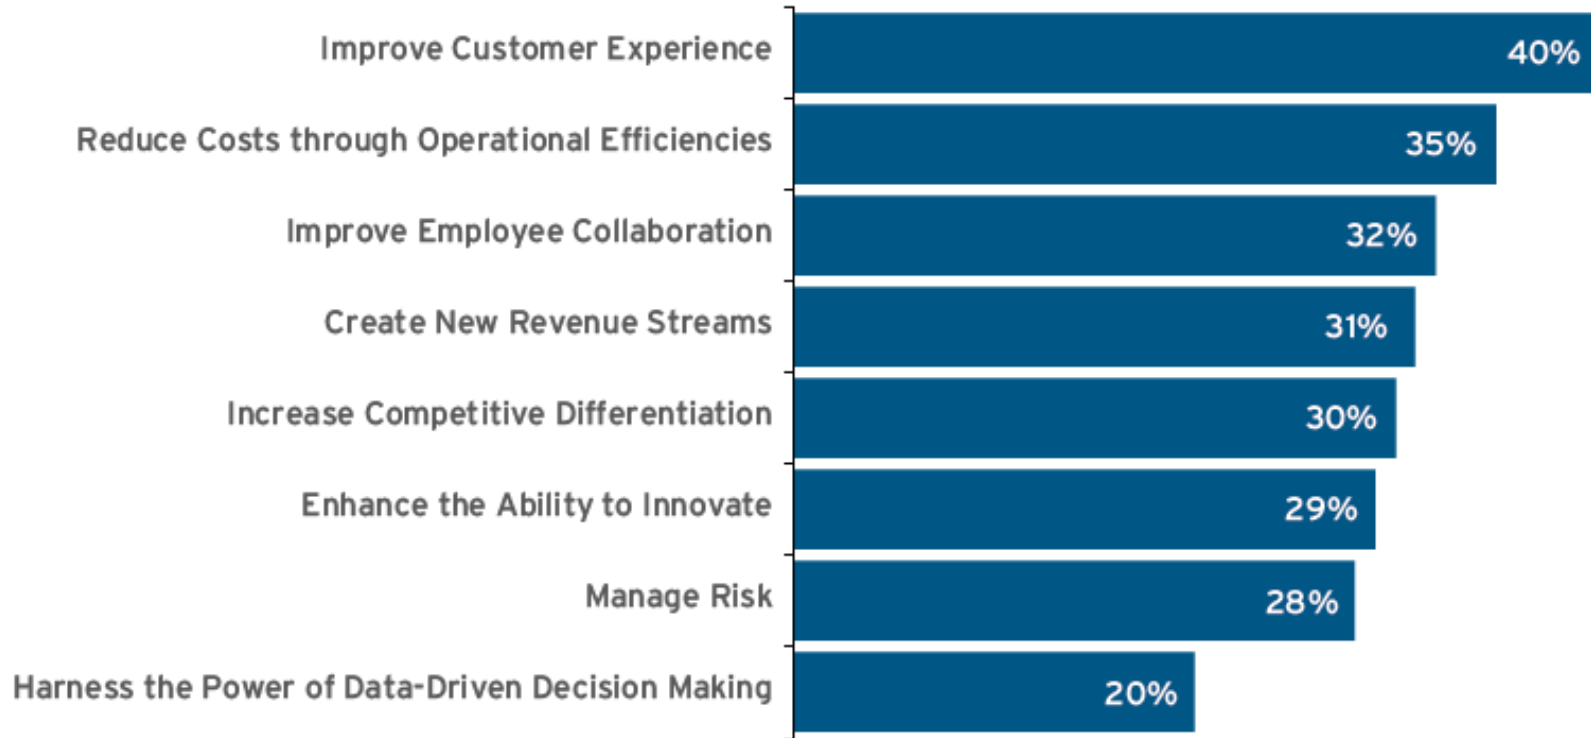 Improve Customer Experience 40%
Reduce Costs through Operational Efficiencies 35%
Improve Employee Collaboration 32%
Create New Revenue Streams 31%
Increase Competitive Differentiation 30%
Enhance the Ability to Innovate 29%
Manage Risk 28%
Harness the Power of Data-Driven Decision Making 20%